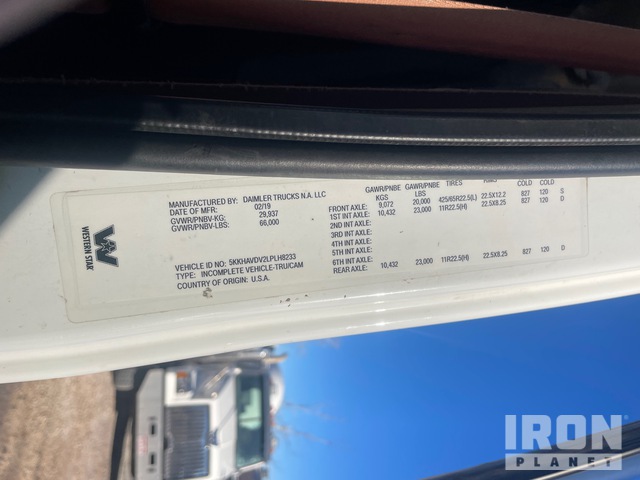 WESTERN STAR
MANUFACTURED BY: DAIMLER TRUCKS N.A. LLC
DATE OF MFR: 02/19
GVWR/PNBV-KG: 29,937
GVWR/PNBV-LBS: 66,000
VEHICLE ID NO: 5KKHAVDV2LPLH8233
TYPE: INCOMPLETE VEHICLE-TRU/CAM
COUNTRY OF ORIGIN: U.S.A.
GAWR/PNBE GAWR/PNBE TIRES RIMS COLD COLD
KGS LBS
FRONT AXLE: 9,072 20,000 425/65R22.5(L) 22.5X12.2 827 120 S
1ST INT AXLE: 10,432 23,000 11R22.5(H) 22.5X8.25 827 120 D
2ND INT AXLE:
3RD INT AXLE:
4TH INT AXLE:
5TH INT AXLE:
6TH INT AXLE:
REAR AXLE: 10,432 23,000 11R22.5(H) 22.5X8.25 827 120 D
IRON
PLANET